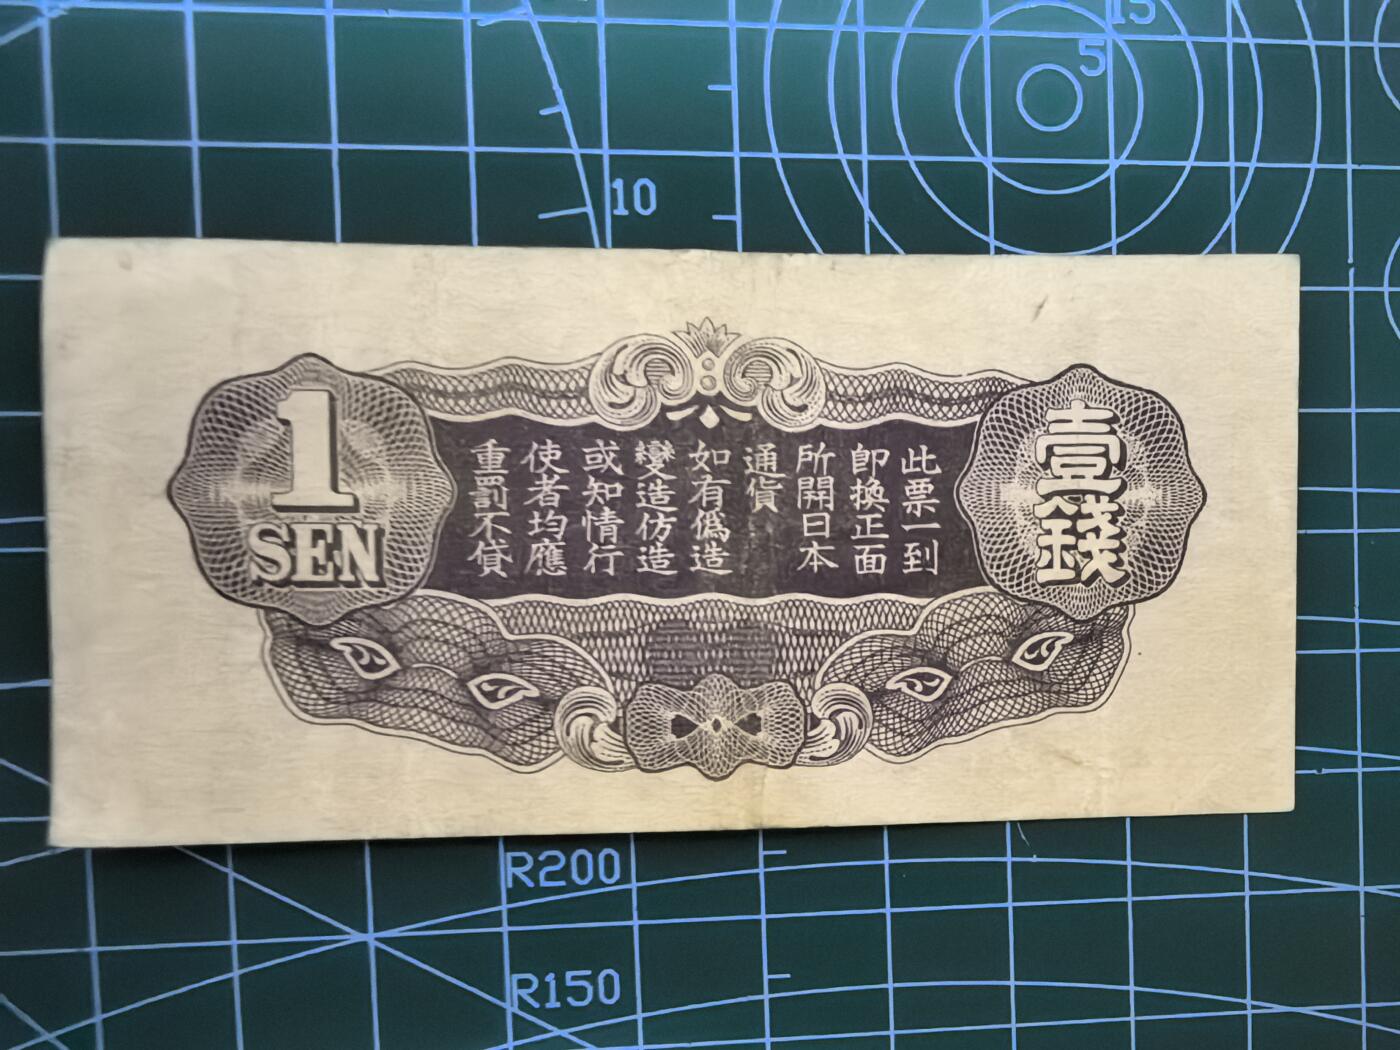 15
5
10
1
SEN
壹錢
此票一到
即換正面
所開日本
通貨
如有偽造
變造仿造
或知情行
使者均應
重罰不貸
R200
R150